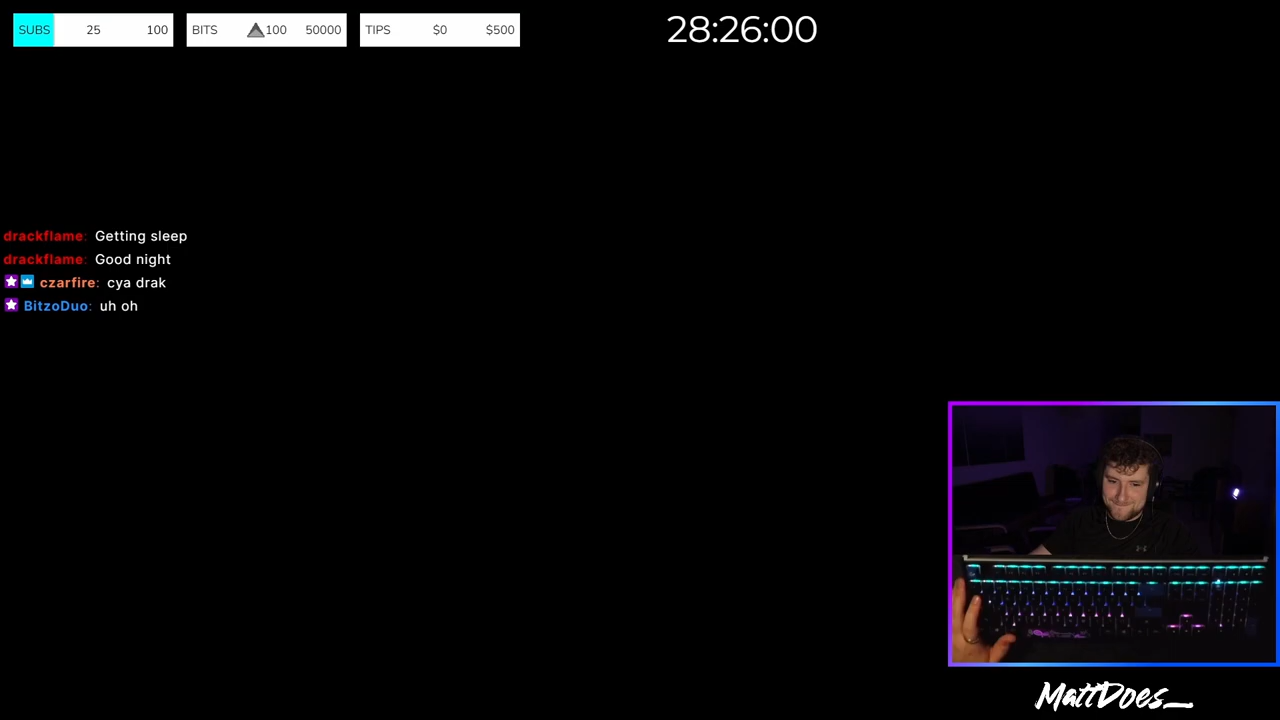 SUBS 25 100
BITS 100 50000
TIPS $0 $500
28:26:00
drackflame: Getting sleep
drackflame: Good night
czarfire: cya drak
BitzoDuo: uh oh
MattDoes_